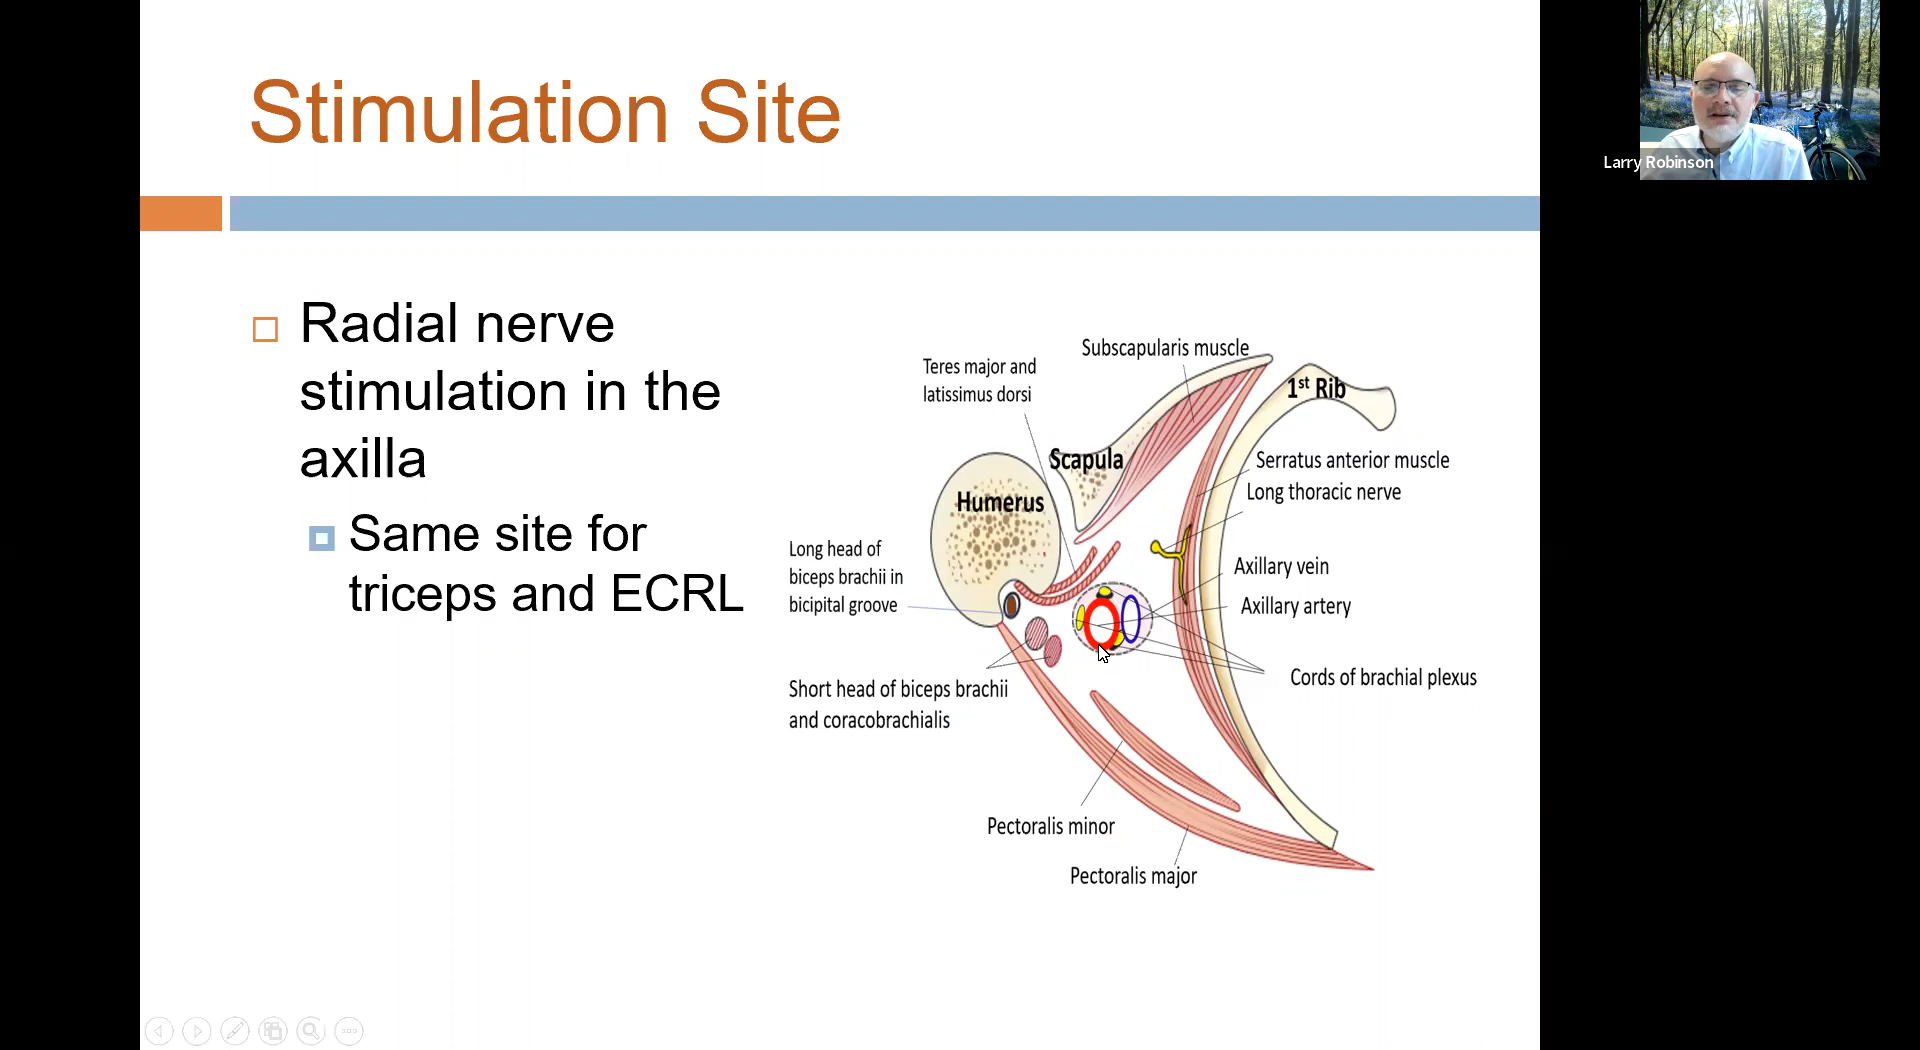 Stimulation Site
Larry Robinson
Radial nerve
stimulation in the
axilla
Same site for
triceps and ECRL
Subscapularis muscle
Teres major and
latissimus dorsi
1st Rib
Scapula
Humerus
Serratus anterior muscle
Long thoracic nerve
Long head of
biceps brachii in
bicipital groove
Axillary vein
Axillary artery
Cords of brachial plexus
Short head of biceps brachii
and coracobrachialis
Pectoralis minor
Pectoralis major